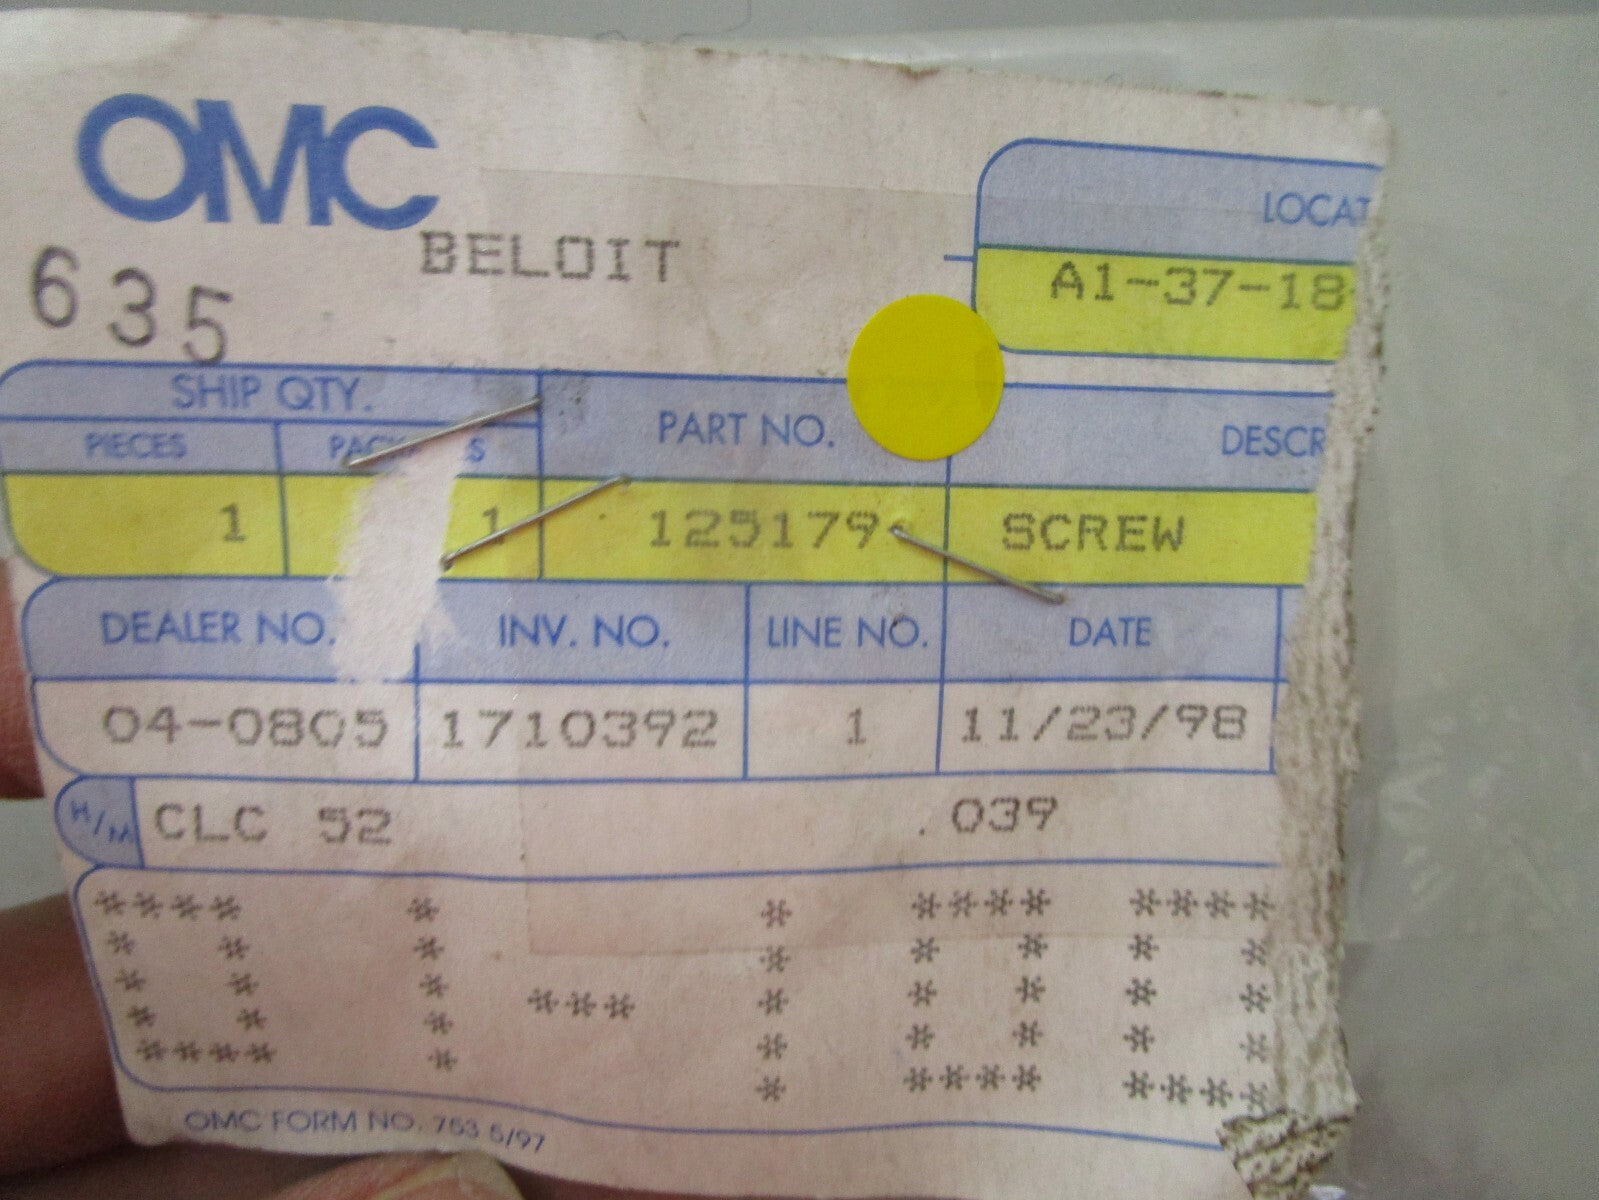 OMC
BELOIT
635
LOCAT
A1-37-18
SHIP QTY.
PIECES
PART NO.
DESCR
1 1 125179 SCREW
DEALER NO. INV. NO. LINE NO. DATE
04-0805 1710392 1 11/23/98
H/M CLC 52 .039
**** * * **** ****
* * * * * * * *
* * * *** * * * * *
* * * * * * * *
**** * * **** ****
OMC FORM NO. 753 5/97